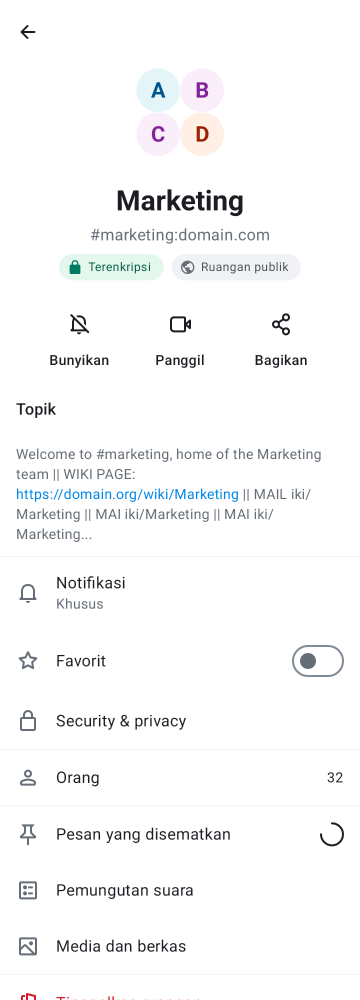 A B
C D
Marketing
#marketing:domain.com
Terenkripsi Ruangan publik
Bunyikan Panggil Bagikan
Topik
Welcome to #marketing, home of the Marketing
team || WIKI PAGE:
https://domain.org/wiki/Marketing || MAIL iki/
Marketing || MAI iki/Marketing || MAI iki/
Marketing...
Notifikasi
Khusus
Favorit
Security & privacy
Orang 32
Pesan yang disematkan
Pemungutan suara
Media dan berkas